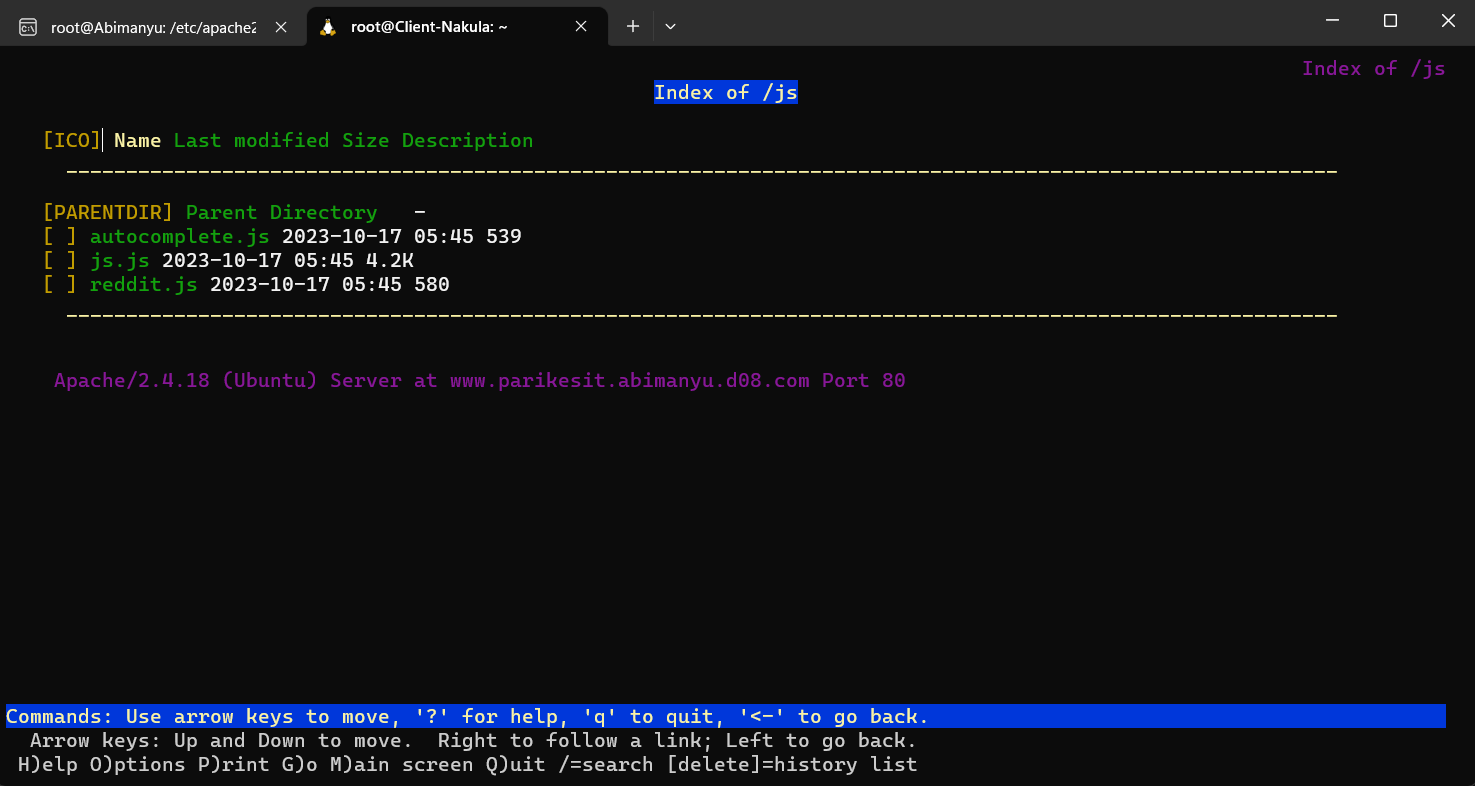 root@Abimanyu: /etc/apache2
root@Client-Nakula: ~
Index of /js
Index of /js
[ICO] Name Last modified Size Description
[PARENTDIR] Parent Directory -
[ ] autocomplete.js 2023-10-17 05:45 539
[ ] js.js 2023-10-17 05:45 4.2K
[ ] reddit.js 2023-10-17 05:45 580
Apache/2.4.18 (Ubuntu) Server at www.parikesit.abimanyu.d08.com Port 80
Commands: Use arrow keys to move, '?' for help, 'q' to quit, '<-' to go back.
Arrow keys: Up and Down to move. Right to follow a link; Left to go back.
H)elp O)ptions P)rint G)o M)ain screen Q)uit /=search [delete]=history list